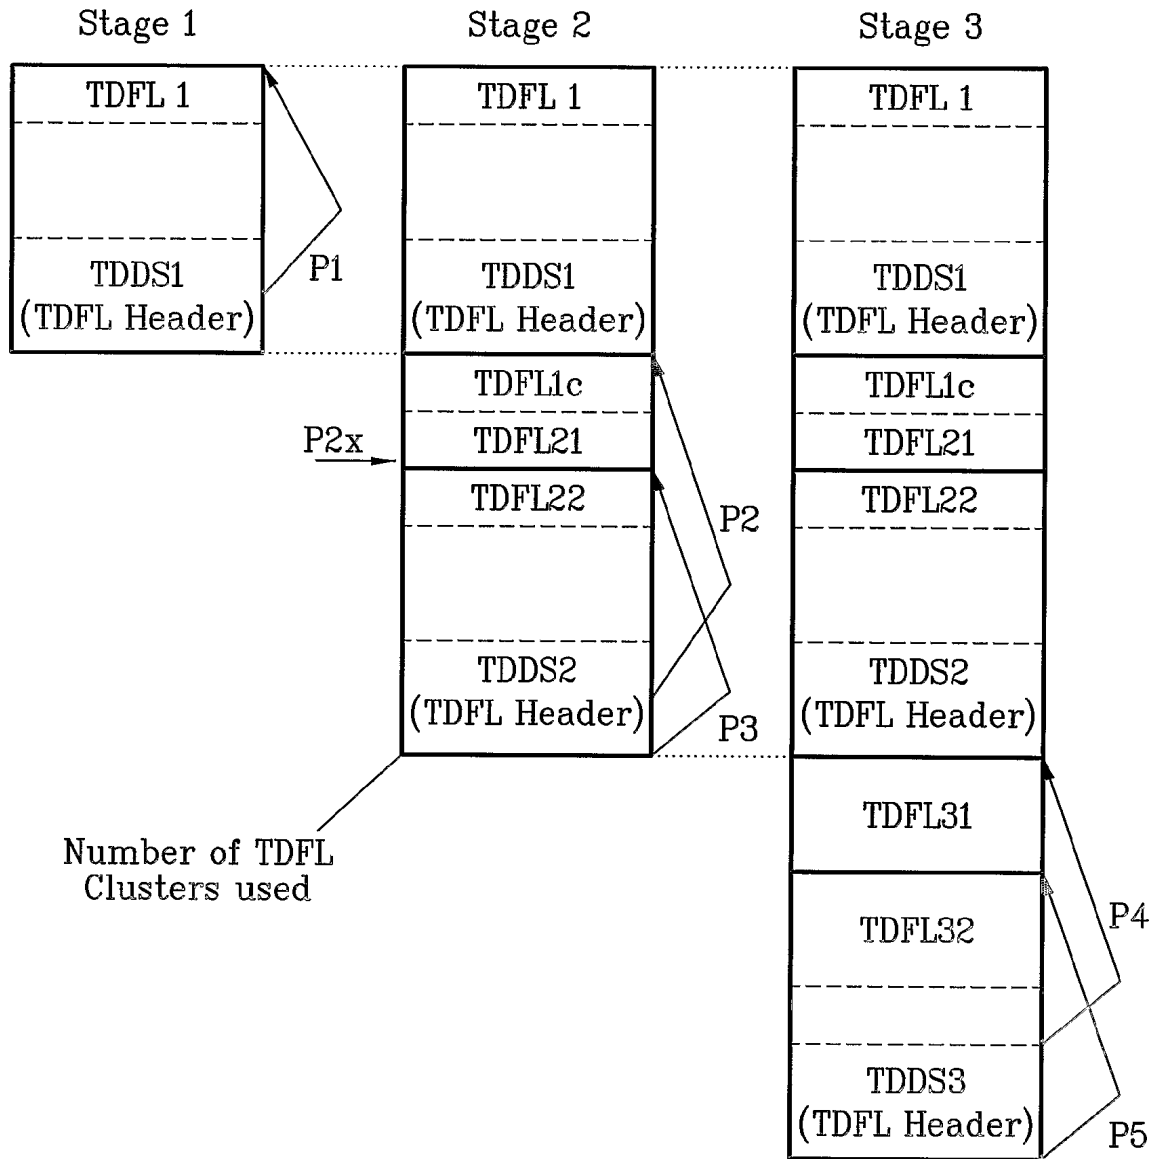 Stage 1
Stage 2
Stage 3
TDFL 1
TDDS1
(TDFL Header)
P1
TDFL 1
TDDS1
(TDFL Header)
TDFL1c
TDFL21
P2x
TDFL22
TDDS2
(TDFL Header)
P2
P3
Number of TDFL
Clusters used
TDFL 1
TDDS1
(TDFL Header)
TDFL1c
TDFL21
TDFL22
TDDS2
(TDFL Header)
TDFL31
TDFL32
TDDS3
(TDFL Header)
P4
P5